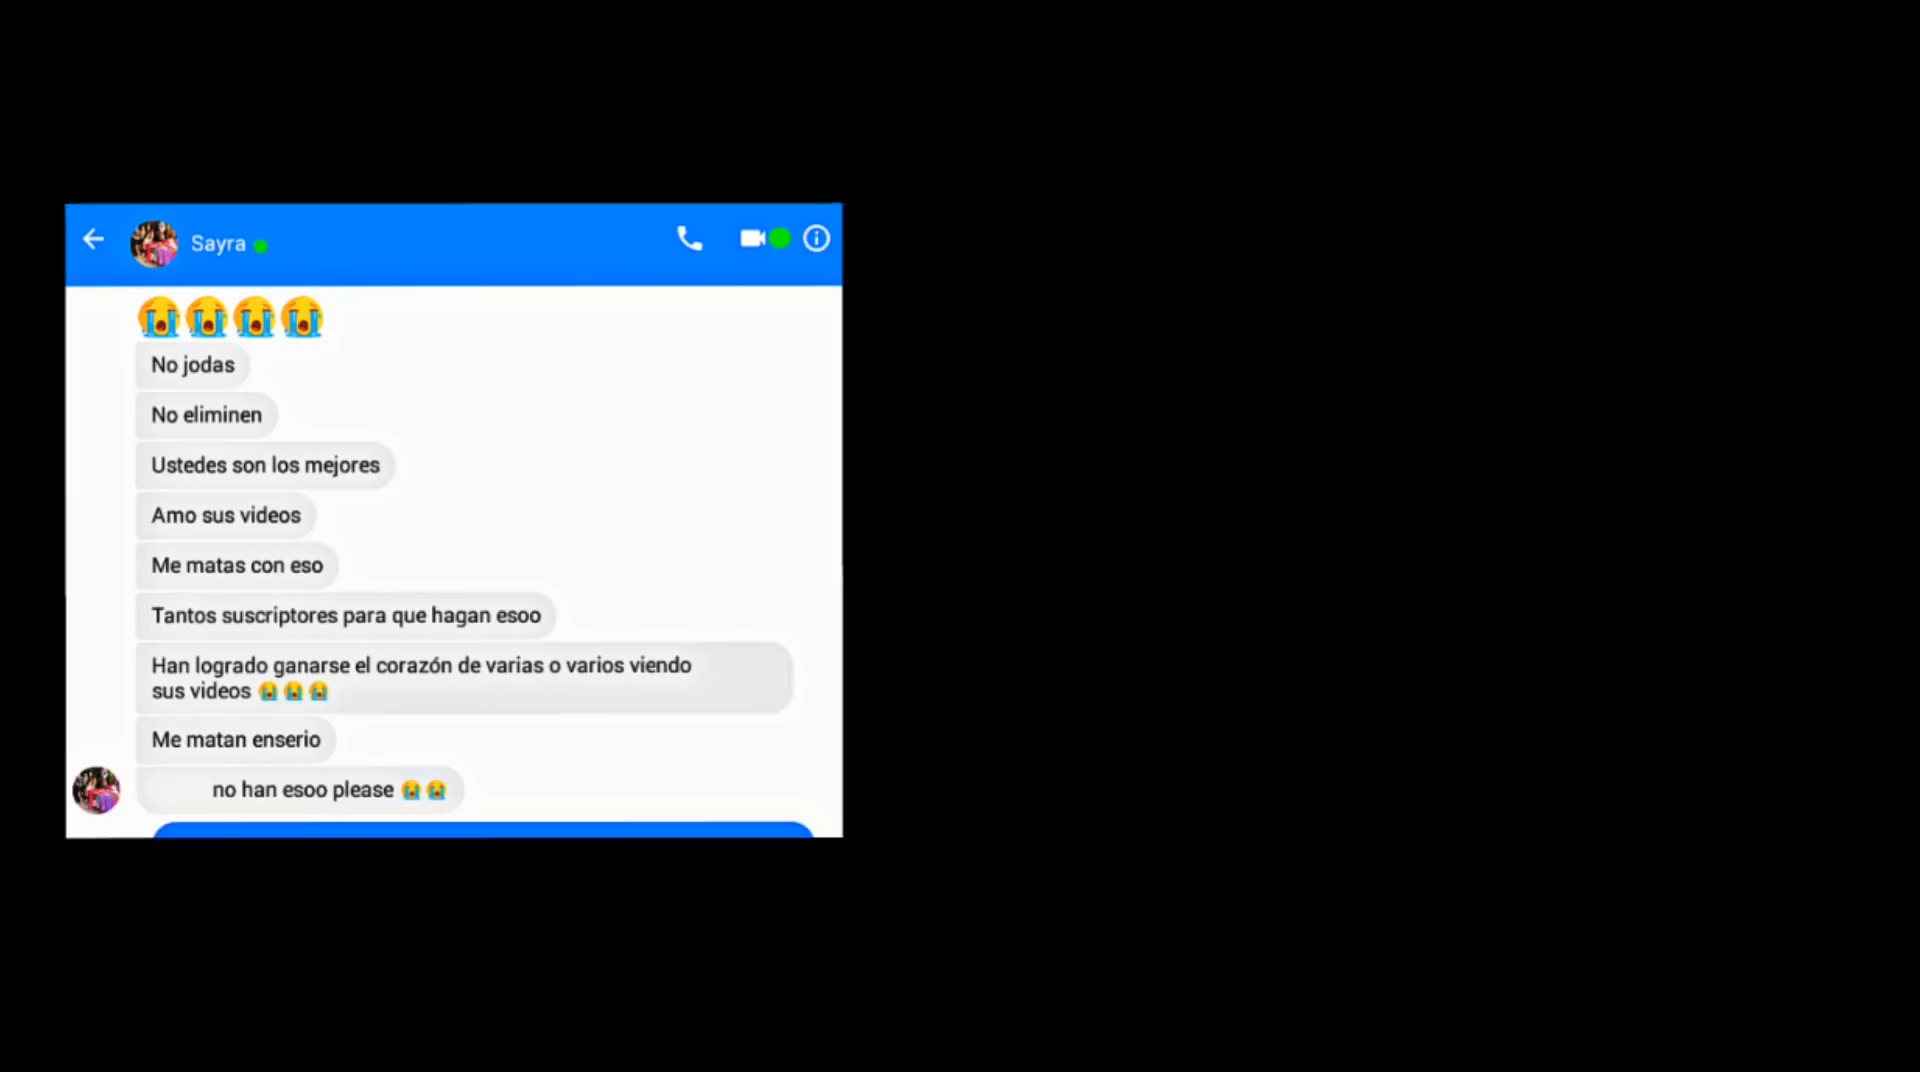 Sayra
😭😭😭😭
No jodas
No eliminen
Ustedes son los mejores
Amo sus videos
Me matas con eso
Tantos suscriptores para que hagan esoo
Han logrado ganarse el corazón de varias o varios viendo
sus videos 😭😭😭
Me matan enserio
no han esoo please 😭😭